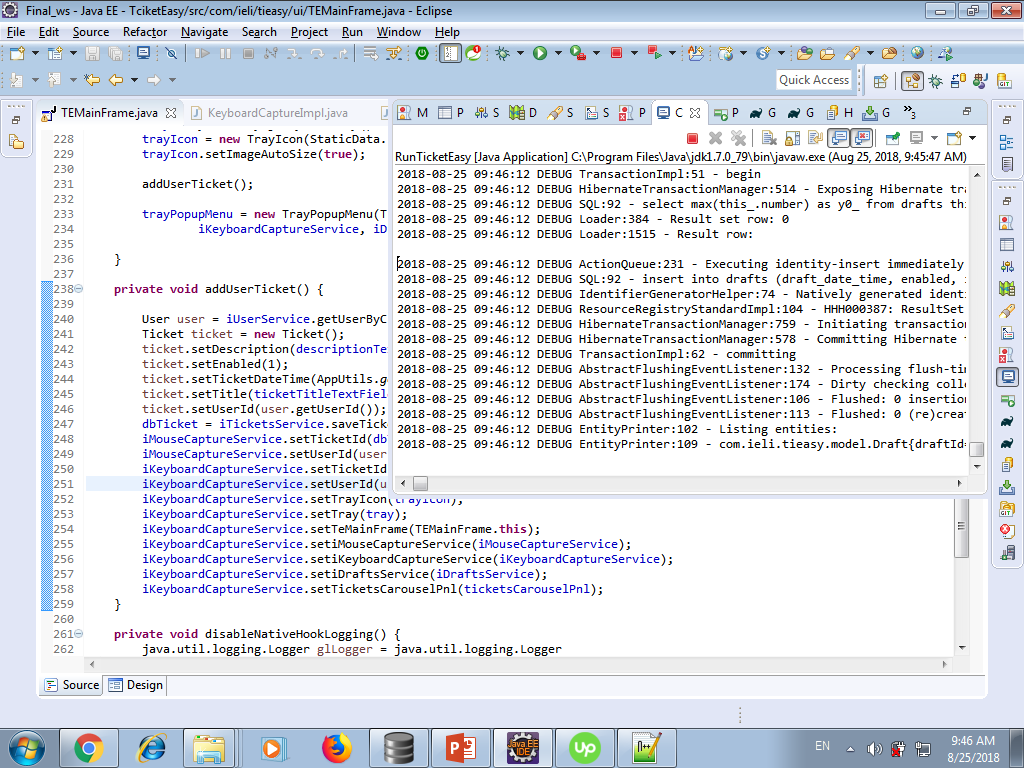 Final_ws - Java EE - TciketEasy/src/com/ieli/tieasy/ui/TEMainFrame.java - Eclipse
File Edit Source Refactor Navigate Search Project Run Window Help
Quick Access
TEMainFrame.java KeyboardCaptureImpl.java
M P S D S S P C P G G H G 3
RunTicketEasy [Java Application] C:\Program Files\Java\jdk1.7.0_79\bin\javaw.exe (Aug 25, 2018, 9:45:47 AM)
2018-08-25 09:46:12 DEBUG TransactionImpl:51 - begin
2018-08-25 09:46:12 DEBUG HibernateTransactionManager:514 - Exposing Hibernate tra
2018-08-25 09:46:12 DEBUG SQL:92 - select max(this_.number) as y0_ from drafts thi
2018-08-25 09:46:12 DEBUG Loader:384 - Result set row: 0
2018-08-25 09:46:12 DEBUG Loader:1515 - Result row:
2018-08-25 09:46:12 DEBUG ActionQueue:231 - Executing identity-insert immediately
2018-08-25 09:46:12 DEBUG SQL:92 - insert into drafts (draft_date_time, enabled, i
2018-08-25 09:46:12 DEBUG IdentifierGeneratorHelper:74 - Natively generated identi
2018-08-25 09:46:12 DEBUG ResourceRegistryStandardImpl:104 - HHH000387: ResultSet
2018-08-25 09:46:12 DEBUG HibernateTransactionManager:759 - Initiating transaction
2018-08-25 09:46:12 DEBUG HibernateTransactionManager:578 - Committing Hibernate t
2018-08-25 09:46:12 DEBUG TransactionImpl:62 - committing
2018-08-25 09:46:12 DEBUG AbstractFlushingEventListener:132 - Processing flush-tim
2018-08-25 09:46:12 DEBUG AbstractFlushingEventListener:174 - Dirty checking colle
2018-08-25 09:46:12 DEBUG AbstractFlushingEventListener:106 - Flushed: 0 insertion
2018-08-25 09:46:12 DEBUG AbstractFlushingEventListener:113 - Flushed: 0 (re)creat
2018-08-25 09:46:12 DEBUG EntityPrinter:102 - Listing entities:
2018-08-25 09:46:12 DEBUG EntityPrinter:109 - com.ieli.tieasy.model.Draft{draftId=
228 trayIcon = new TrayIcon(StaticData.
229 trayIcon.setImageAutoSize(true);
230
231 addUserTicket();
232
233 trayPopupMenu = new TrayPopupMenu(T
234 iKeyboardCaptureService, iD
235
236 }
237
238 private void addUserTicket() {
239
240 User user = iUserService.getUserByC
241 Ticket ticket = new Ticket();
242 ticket.setDescription(descriptionTe
243 ticket.setEnabled(1);
244 ticket.setTicketDateTime(AppUtils.g
245 ticket.setTitle(ticketTitleTextFiel
246 ticket.setUserId(user.getUserId());
247 dbTicket = iTicketsService.saveTick
248 iMouseCaptureService.setTicketId(db
249 iMouseCaptureService.setUserId(user
250 iKeyboardCaptureService.setTicketId
251 iKeyboardCaptureService.setUserId(u
252 iKeyboardCaptureService.setTrayIcon(trayIcon);
253 iKeyboardCaptureService.setTray(tray);
254 iKeyboardCaptureService.setTeMainFrame(TEMainFrame.this);
255 iKeyboardCaptureService.setiMouseCaptureService(iMouseCaptureService);
256 iKeyboardCaptureService.setiKeyboardCaptureService(iKeyboardCaptureService);
257 iKeyboardCaptureService.setiDraftsService(iDraftsService);
258 iKeyboardCaptureService.setTicketsCarouselPnl(ticketsCarouselPnl);
259 }
260
261 private void disableNativeHookLogging() {
262 java.util.logging.Logger glLogger = java.util.logging.Logger
Source Design
EN
9:46 AM
8/25/2018